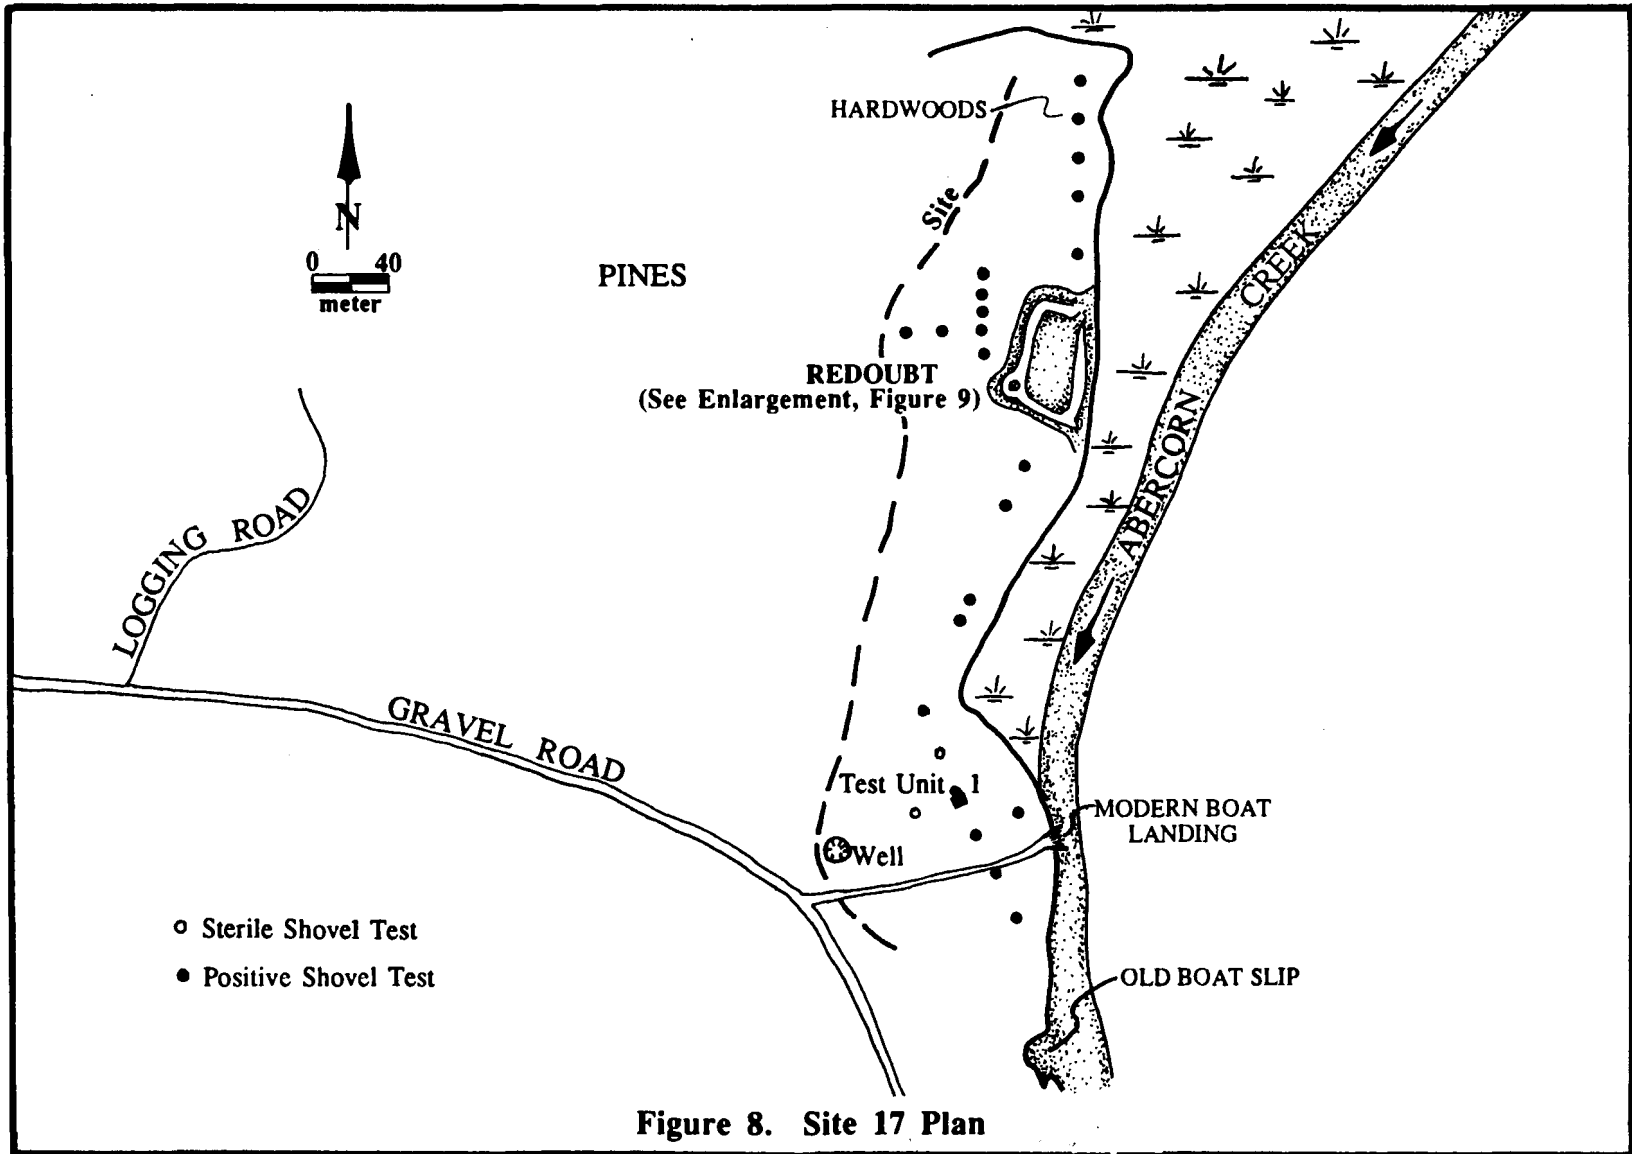 HARDWOODS
N
0 40
meter
Site
PINES
CREEK
REDOUBT
(See Enlargement, Figure 9)
ABERCORN
LOGGING ROAD
GRAVEL ROAD
Test Unit 1
MODERN BOAT
LANDING
Well
Sterile Shovel Test
Positive Shovel Test
OLD BOAT SLIP
Figure 8. Site 17 Plan